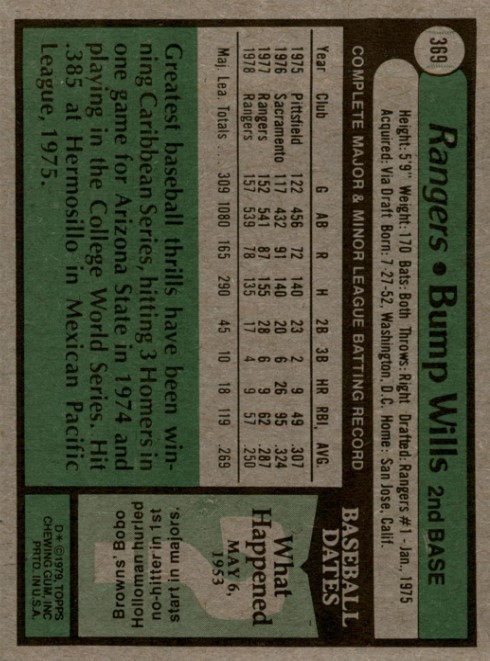 369
Rangers • Bump Wills 2nd BASE
Height: 5'9" Weight: 170 Bats: Both Throws: Right Drafted: Rangers #1 - Jan., 1975
Acquired: Via Draft Born: 7-27-52, Washington, D.C. Home: San Jose, Calif.
COMPLETE MAJOR & MINOR LEAGUE BATTING RECORD
Year Club G AB R H 2B 3B HR RBI. AVG.
1975 Pittsfield 122 456 72 140 23 2 9 49 .307
1976 Sacramento 117 432 91 140 20 6 26 95 .324
1977 Rangers 152 541 87 155 28 6 9 62 .287
1978 Rangers 157 539 78 135 17 4 9 57 .250
Maj. Lea. Totals . . . 309 1080 165 290 45 10 18 119 .269
Greatest baseball thrills have been win-
ning Caribbean Series, hitting 3 Homers in
one game for Arizona State in 1974 and
playing in the College World Series. Hit
.385 at Hermosillo in Mexican Pacific
League, 1975.
BASEBALL
DATES
What
Happened
MAY 6,
1953
Browns' Bobo
Holloman hurled
no-hitter in 1st
start in majors.
D* © 1979, TOPPS
CHEWING GUM, INC
PRTD. IN U.S.A.